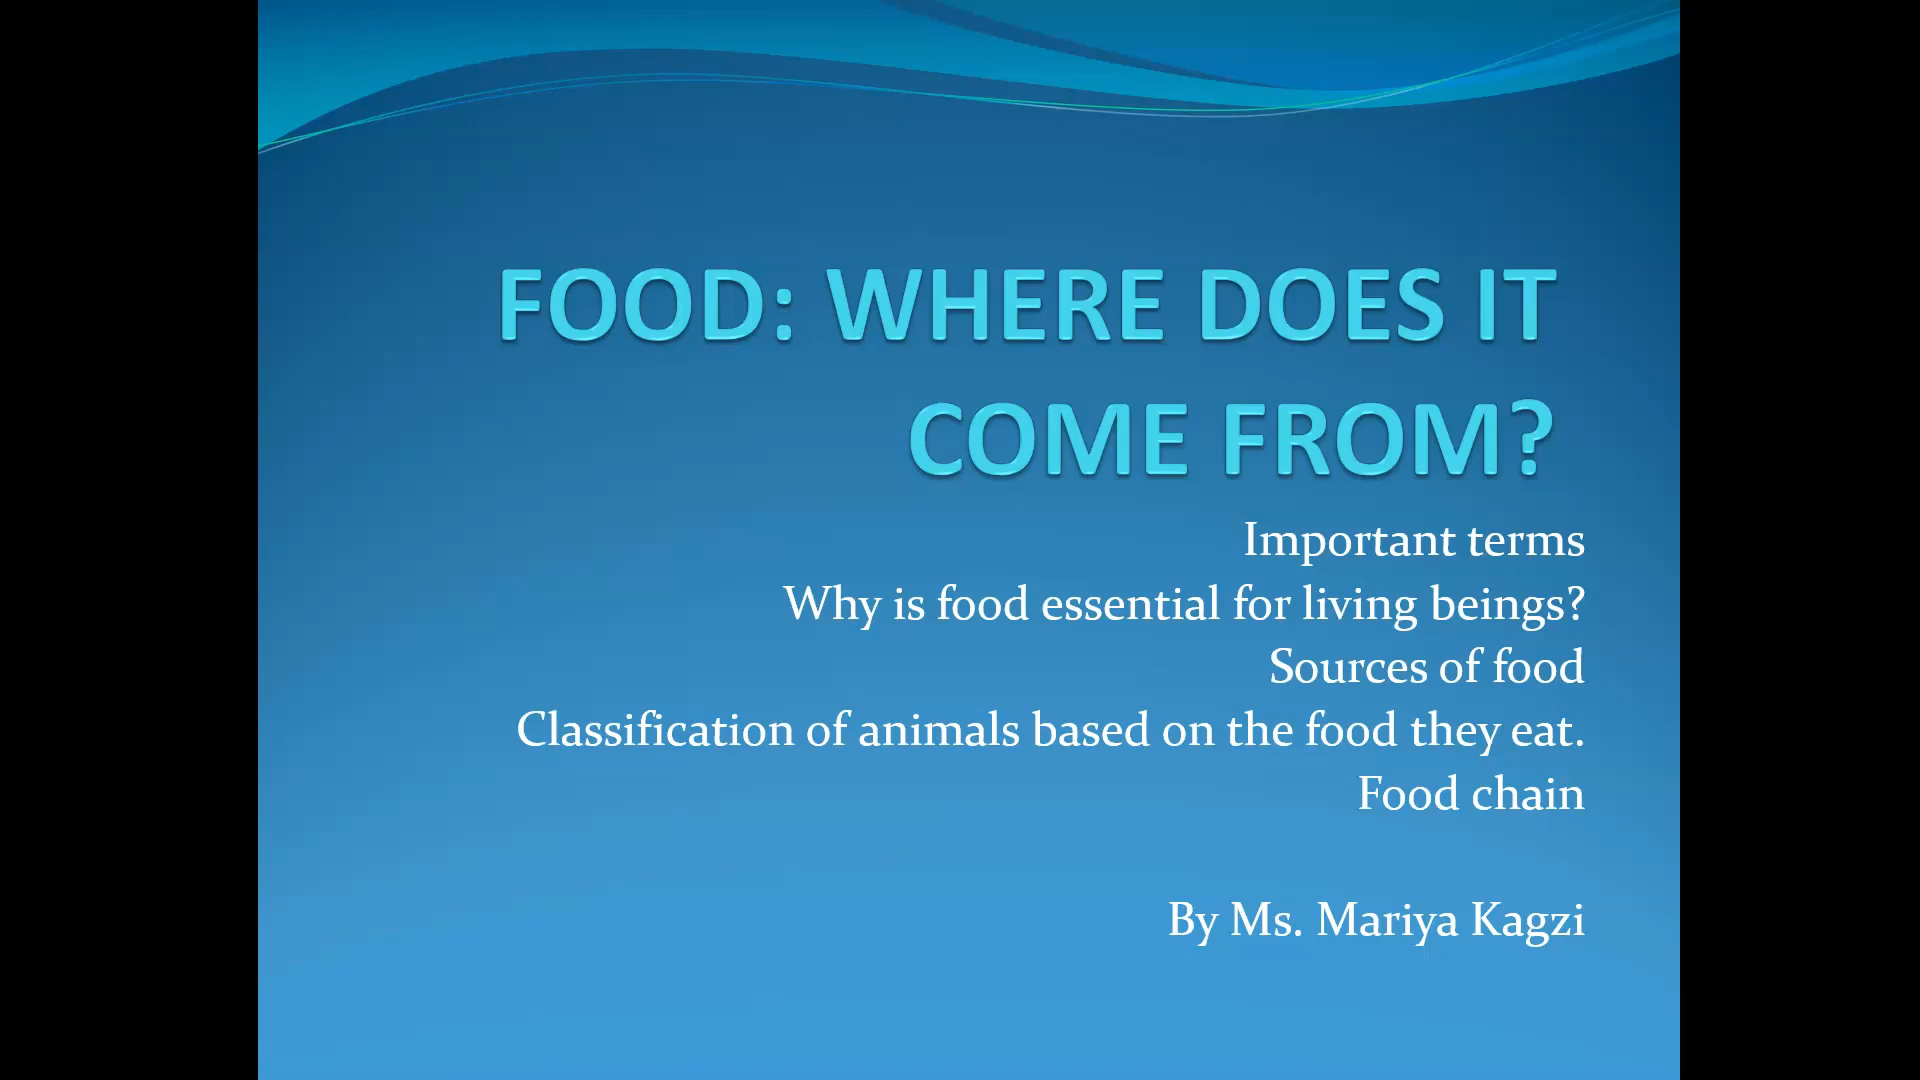 FOOD: WHERE DOES IT
COME FROM?
Important terms
Why is food essential for living beings?
Sources of food
Classification of animals based on the food they eat.
Food chain
By Ms. Mariya Kagzi